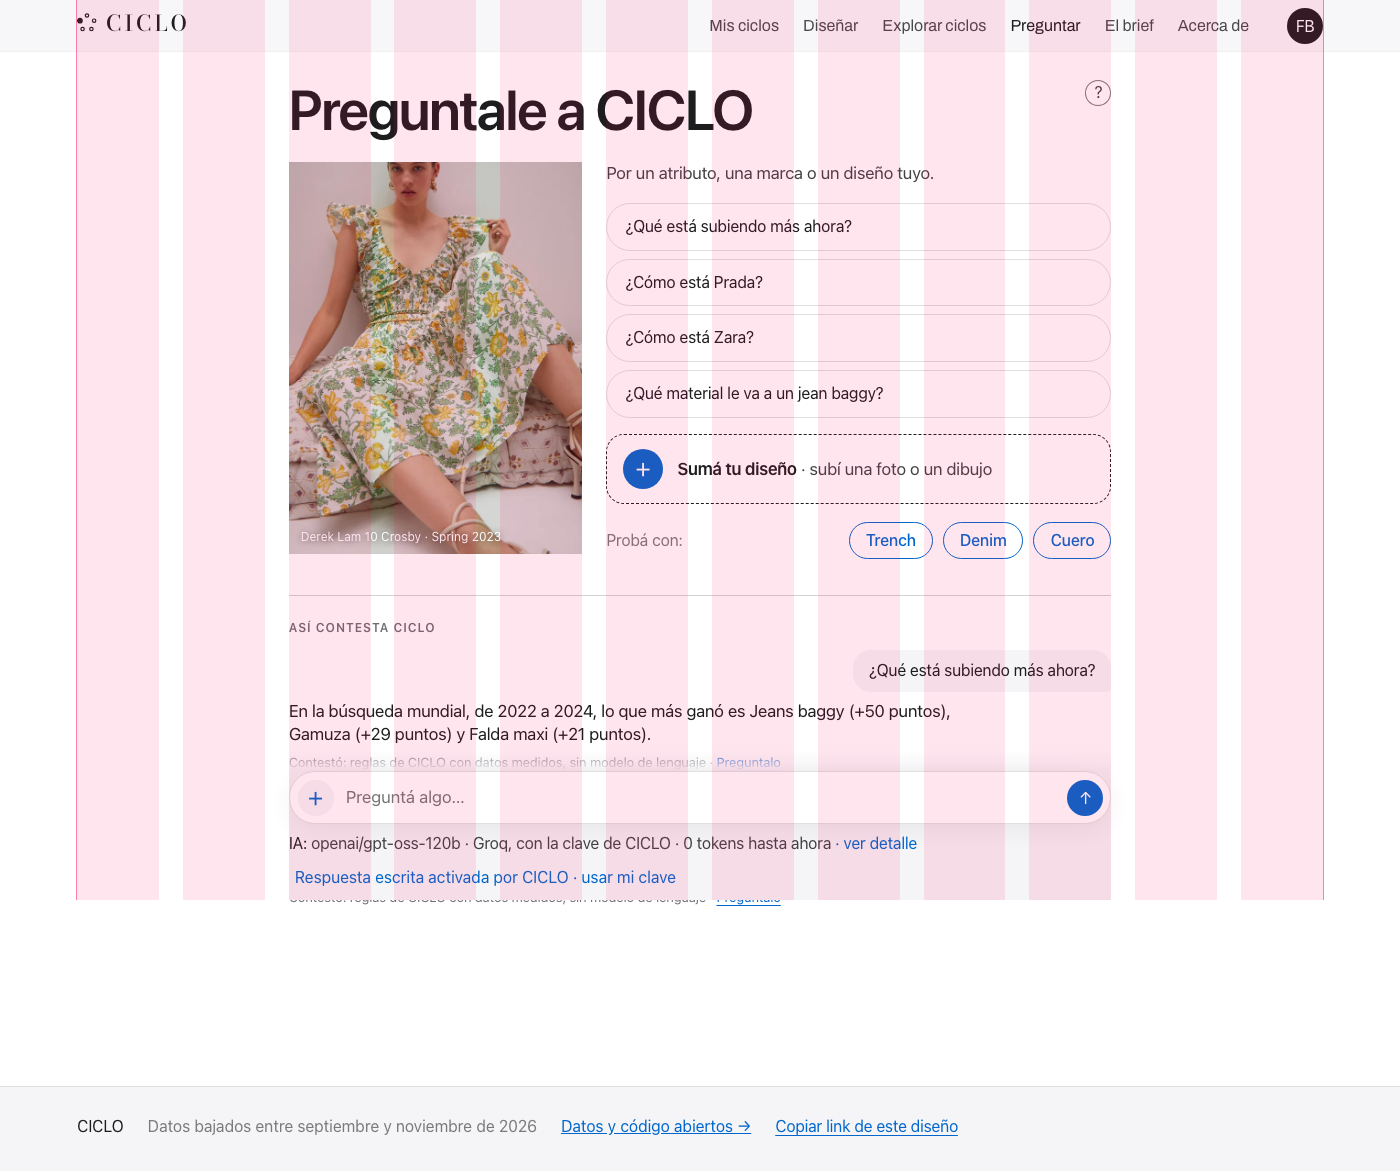 CICLO
Mis ciclos
Diseñar
Explorar ciclos
Preguntar
El brief
Acerca de
FB
Preguntale a CICLO
?
Por un atributo, una marca o un diseño tuyo.
¿Qué está subiendo más ahora?
¿Cómo está Prada?
¿Cómo está Zara?
¿Qué material le va a un jean baggy?
Sumá tu diseño · subí una foto o un dibujo
Derek Lam 10 Crosby · Spring 2023
Probá con:
Trench
Denim
Cuero
ASÍ CONTESTA CICLO
¿Qué está subiendo más ahora?
En la búsqueda mundial, de 2022 a 2024, lo que más ganó es Jeans baggy (+50 puntos),
Gamuza (+29 puntos) y Falda maxi (+21 puntos).
Contestó: reglas de CICLO con datos medidos, sin modelo de lenguaje · Preguntalo
Preguntá algo...
IA: openai/gpt-oss-120b · Groq, con la clave de CICLO · 0 tokens hasta ahora · ver detalle
Respuesta escrita activada por CICLO · usar mi clave
CICLO
Datos bajados entre septiembre y noviembre de 2026
Datos y código abiertos →
Copiar link de este diseño